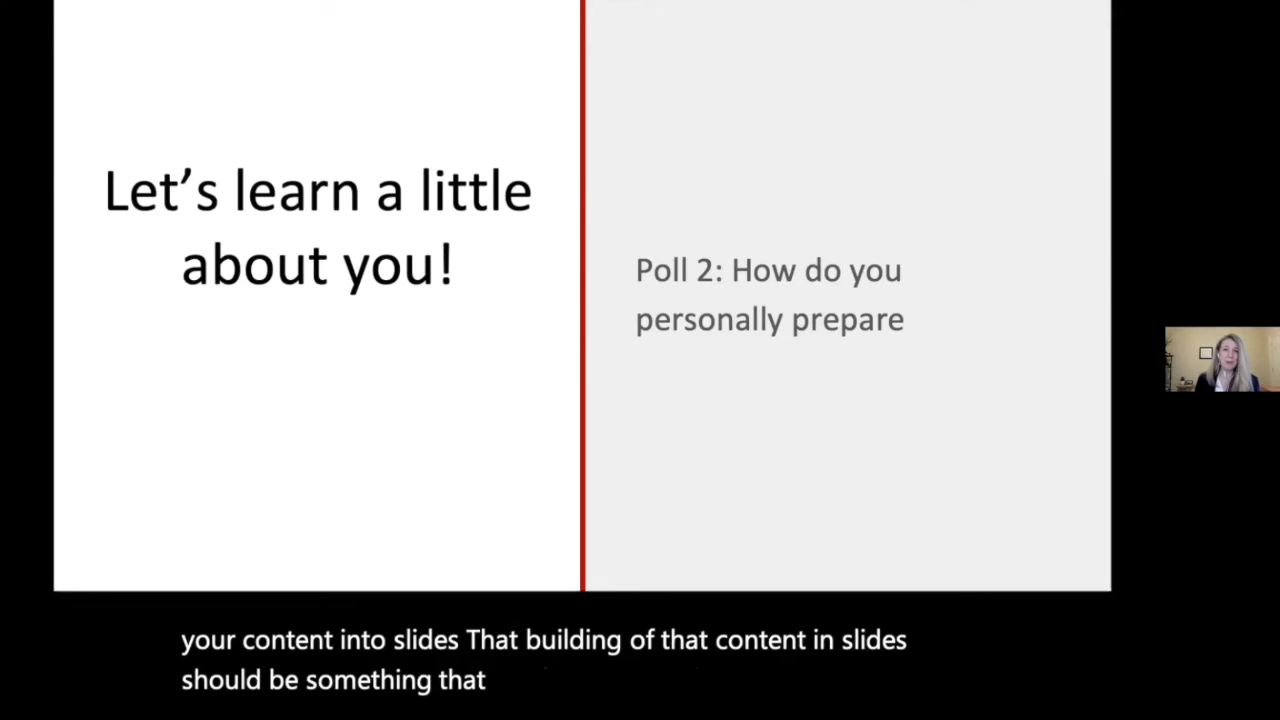 Let’s learn a little
about you!
Poll 2: How do you
personally prepare
your content into slides That building of that content in slides
should be something that